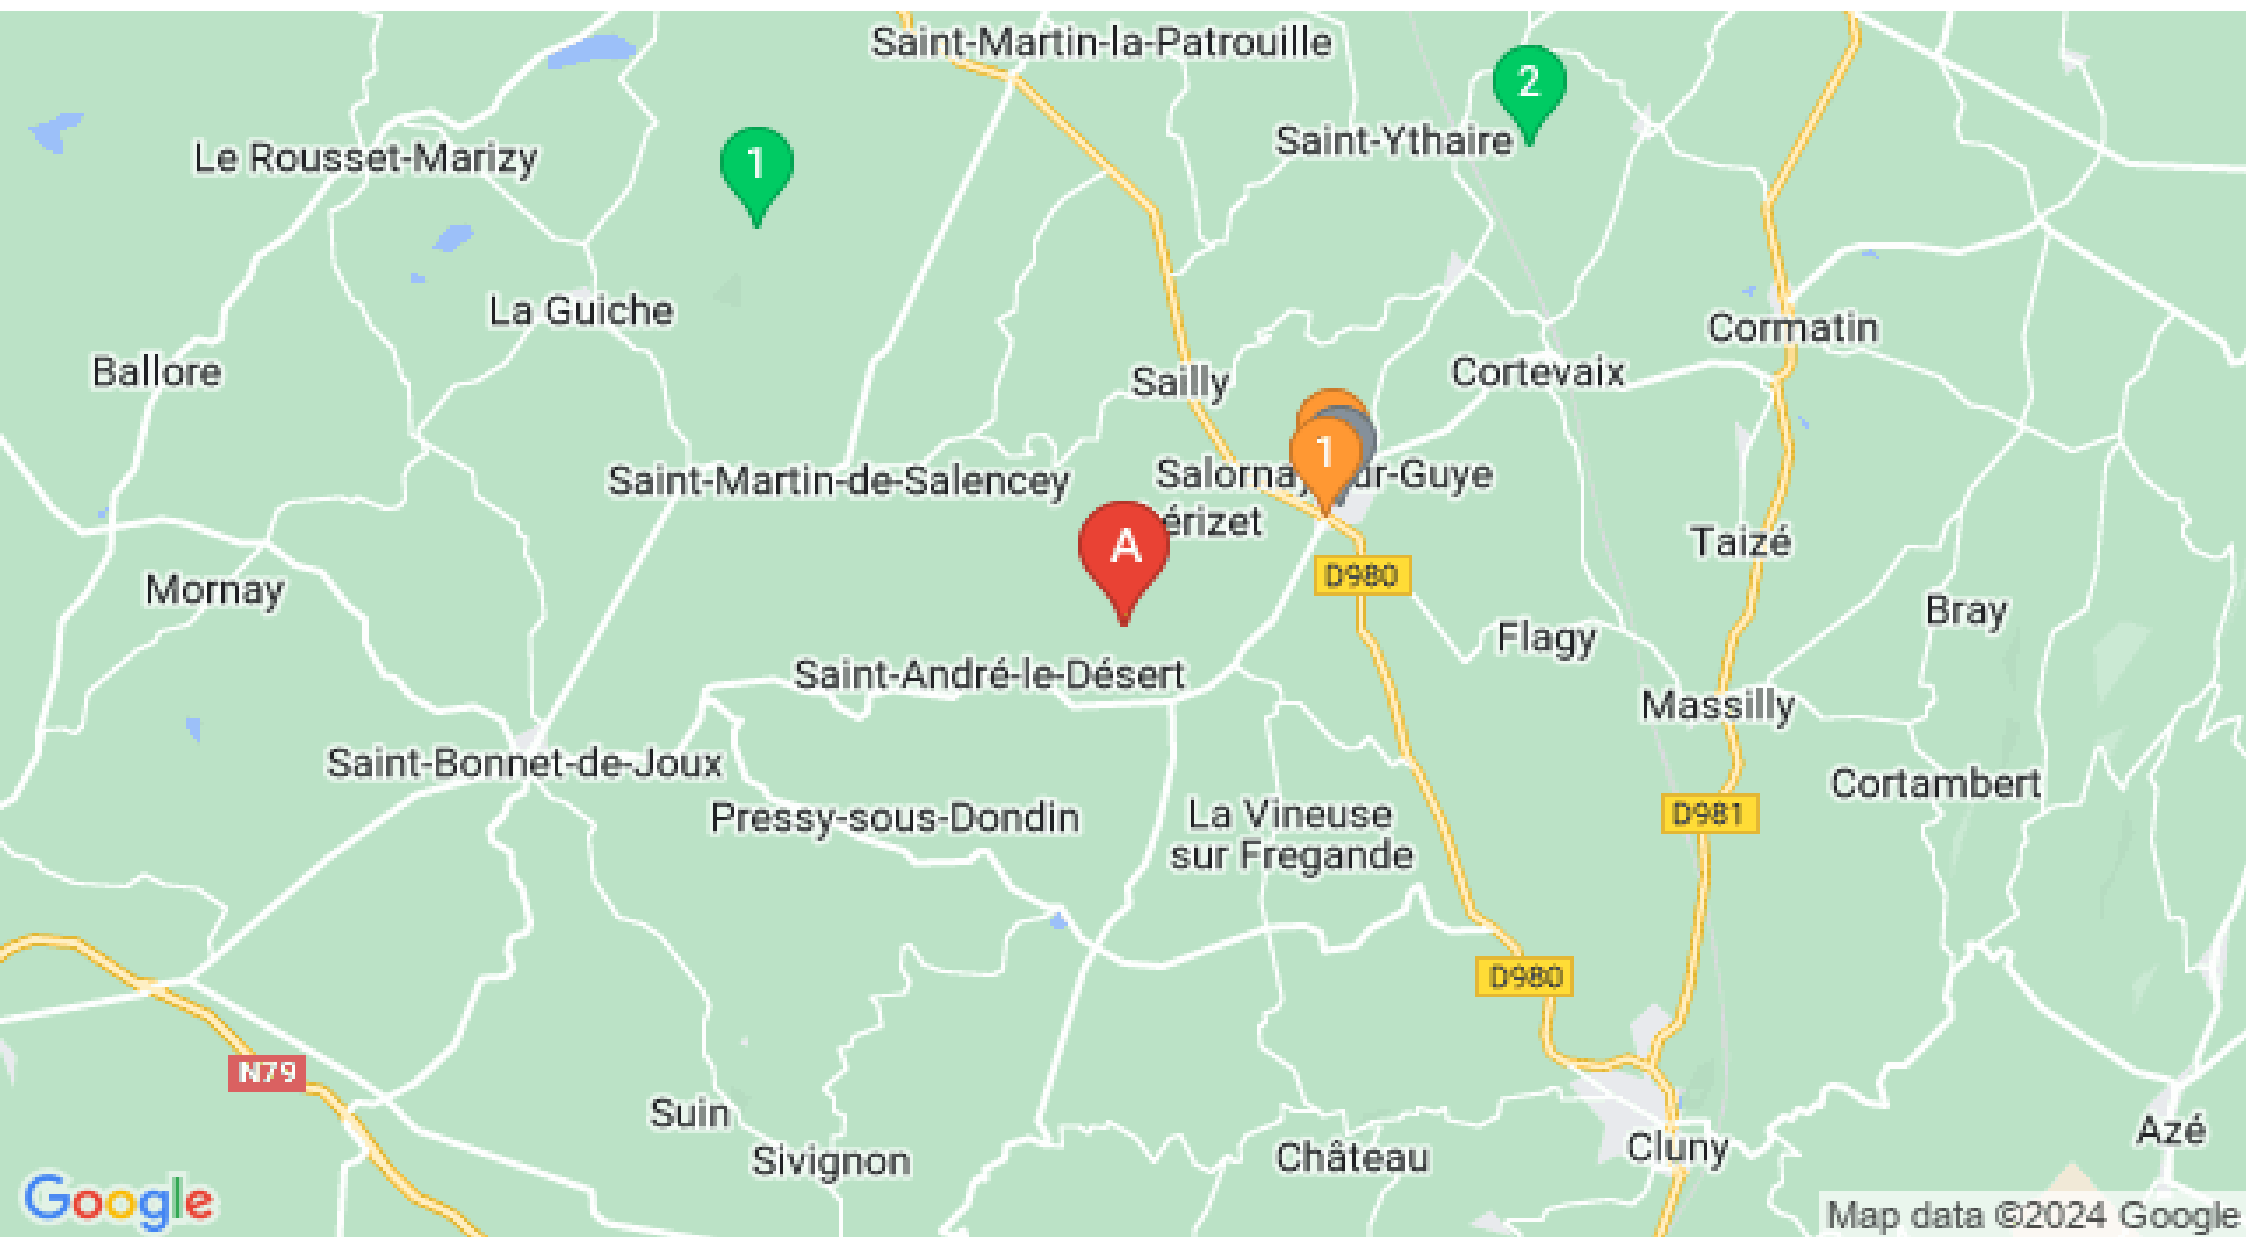 Saint-Martin-la-Patrouille
2
Saint-Ythaire
Le Rousset-Marizy
1
La Guiche
Cormatin
Ballore
Sailly
Cortevaix
1
Saint-Martin-de-Salencey
Salornay-sur-Guye
érizet
A
Taizé
D980
Mornay
Bray
Flagy
Saint-André-le-Désert
Massilly
Saint-Bonnet-de-Joux
Cortambert
Pressy-sous-Dondin
La Vineuse
sur Fregande
D981
D980
N79
Suin
Sivignon
Château
Cluny
Azé
Google
Map data ©2024 Google